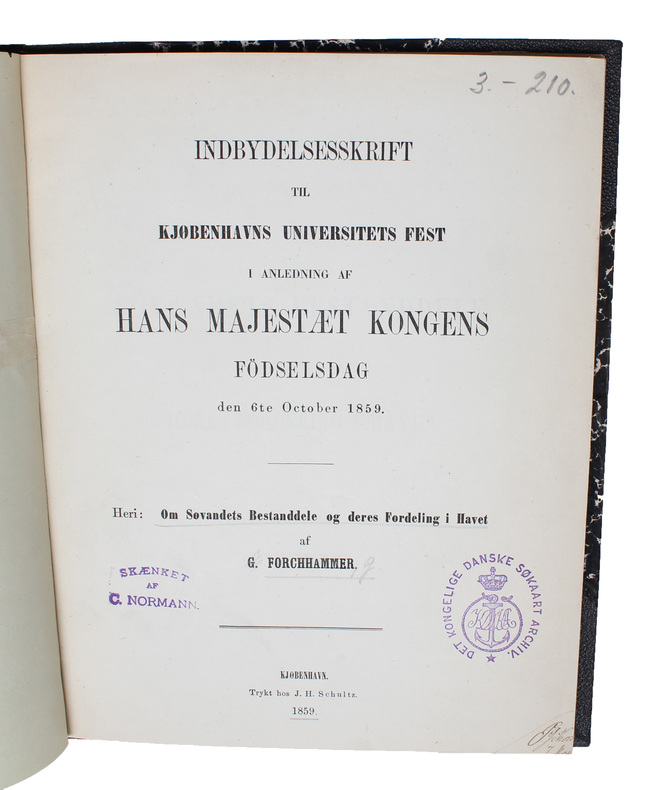 3. - 210.
INDBYDELSESSKRIFT
TIL
KJØBENHAVNS UNIVERSITETS FEST
I ANLEDNING AF
HANS MAJESTÆT KONGENS
FÖDSELSDAG
den 6te October 1859.
Heri: Om Søvandets Bestanddele og deres Fordeling i Havet
af
G. FORCHHAMMER.
SKÆNKET
AF
C. NORMANN.
DET KONGELIGE DANSKE SØKAART ARCHIV.
KJØBENHAVN.
Trykt hos J. H. Schultz.
1859.